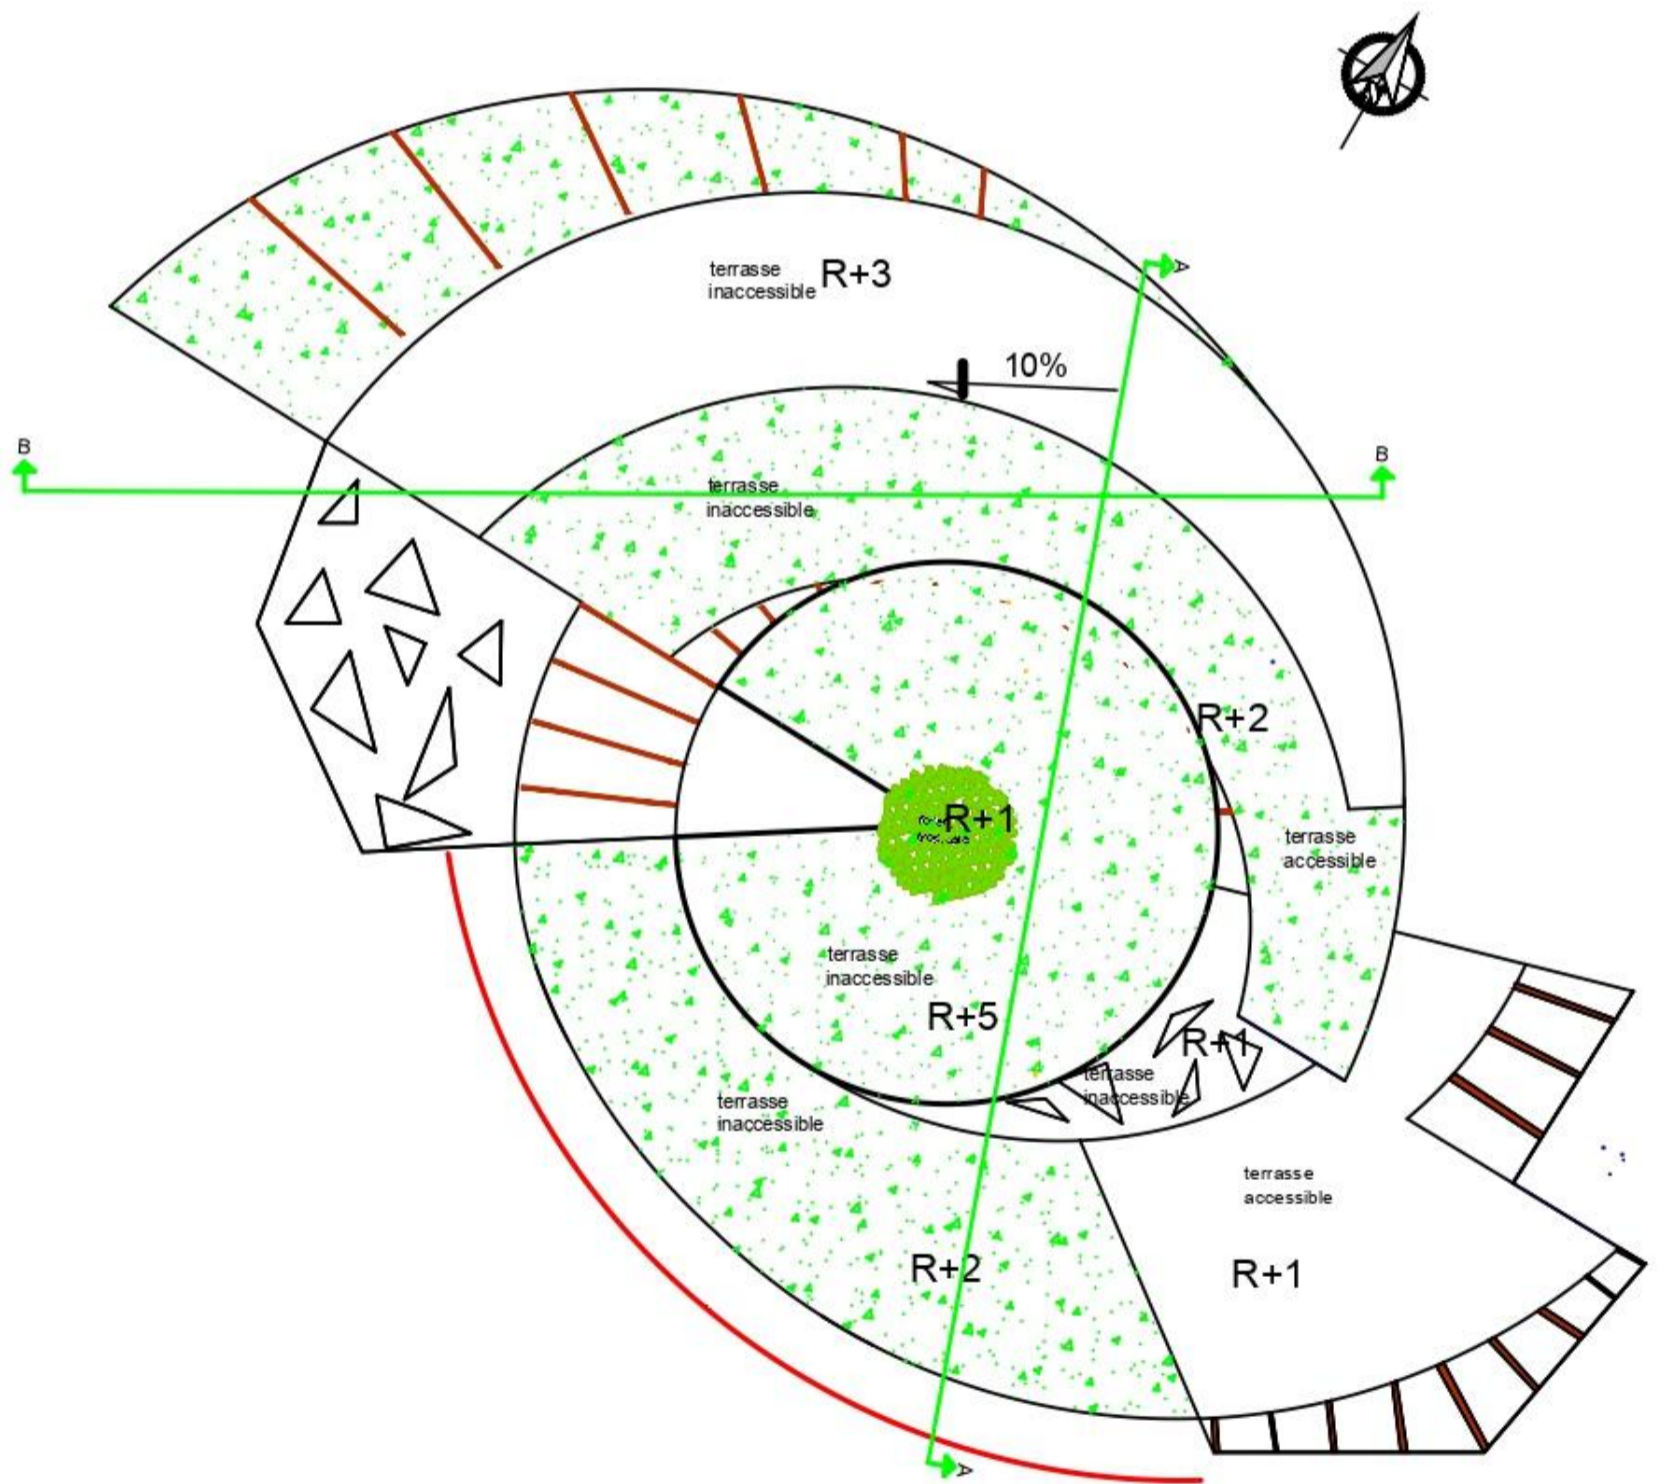 A
terrasse
inaccessible
R+3
10%
B
B
terrasse
inaccessible
R+2
R+1
terrasse
accessible
terrasse
inaccessible
R+5
R+1
terrasse
inaccessible
terrasse
inaccessible
terrasse
accessible
R+2
R+1
A